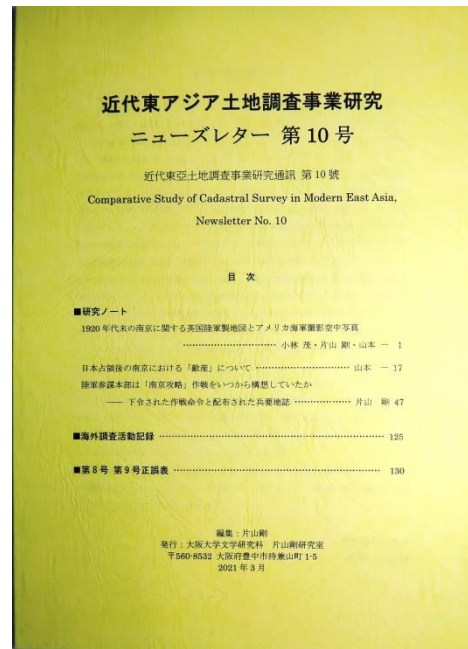 近代東アジア土地調査事業研究
ニューズレター 第10号
近代東亞土地調査事業研究通訊 第10號
Comparative Study of Cadastral Survey in Modern East Asia,
Newsletter No. 10
目 次
■研究ノート
1920年代末の南京に関する英国陸軍製地図とアメリカ海軍撮影空中写真
………………………… 小林 茂・片山 剛・山本 一 1
日本占領後の南京における「敵産」について ………………………… 山本 一 17
陸軍参謀本部は「南京攻略」作戦をいつから構想していたか
—— 下令された作戦命令と配布された兵要地誌 ……………… 片山 剛 47
■海外調査活動記録 ………………………………………………………… 125
■第8号 第9号正誤表 ……………………………………………………… 130
編集:片山剛
発行:大阪大学文学研究科 片山剛研究室
〒560-8532 大阪府豊中市待兼山町1-5
2021年3月